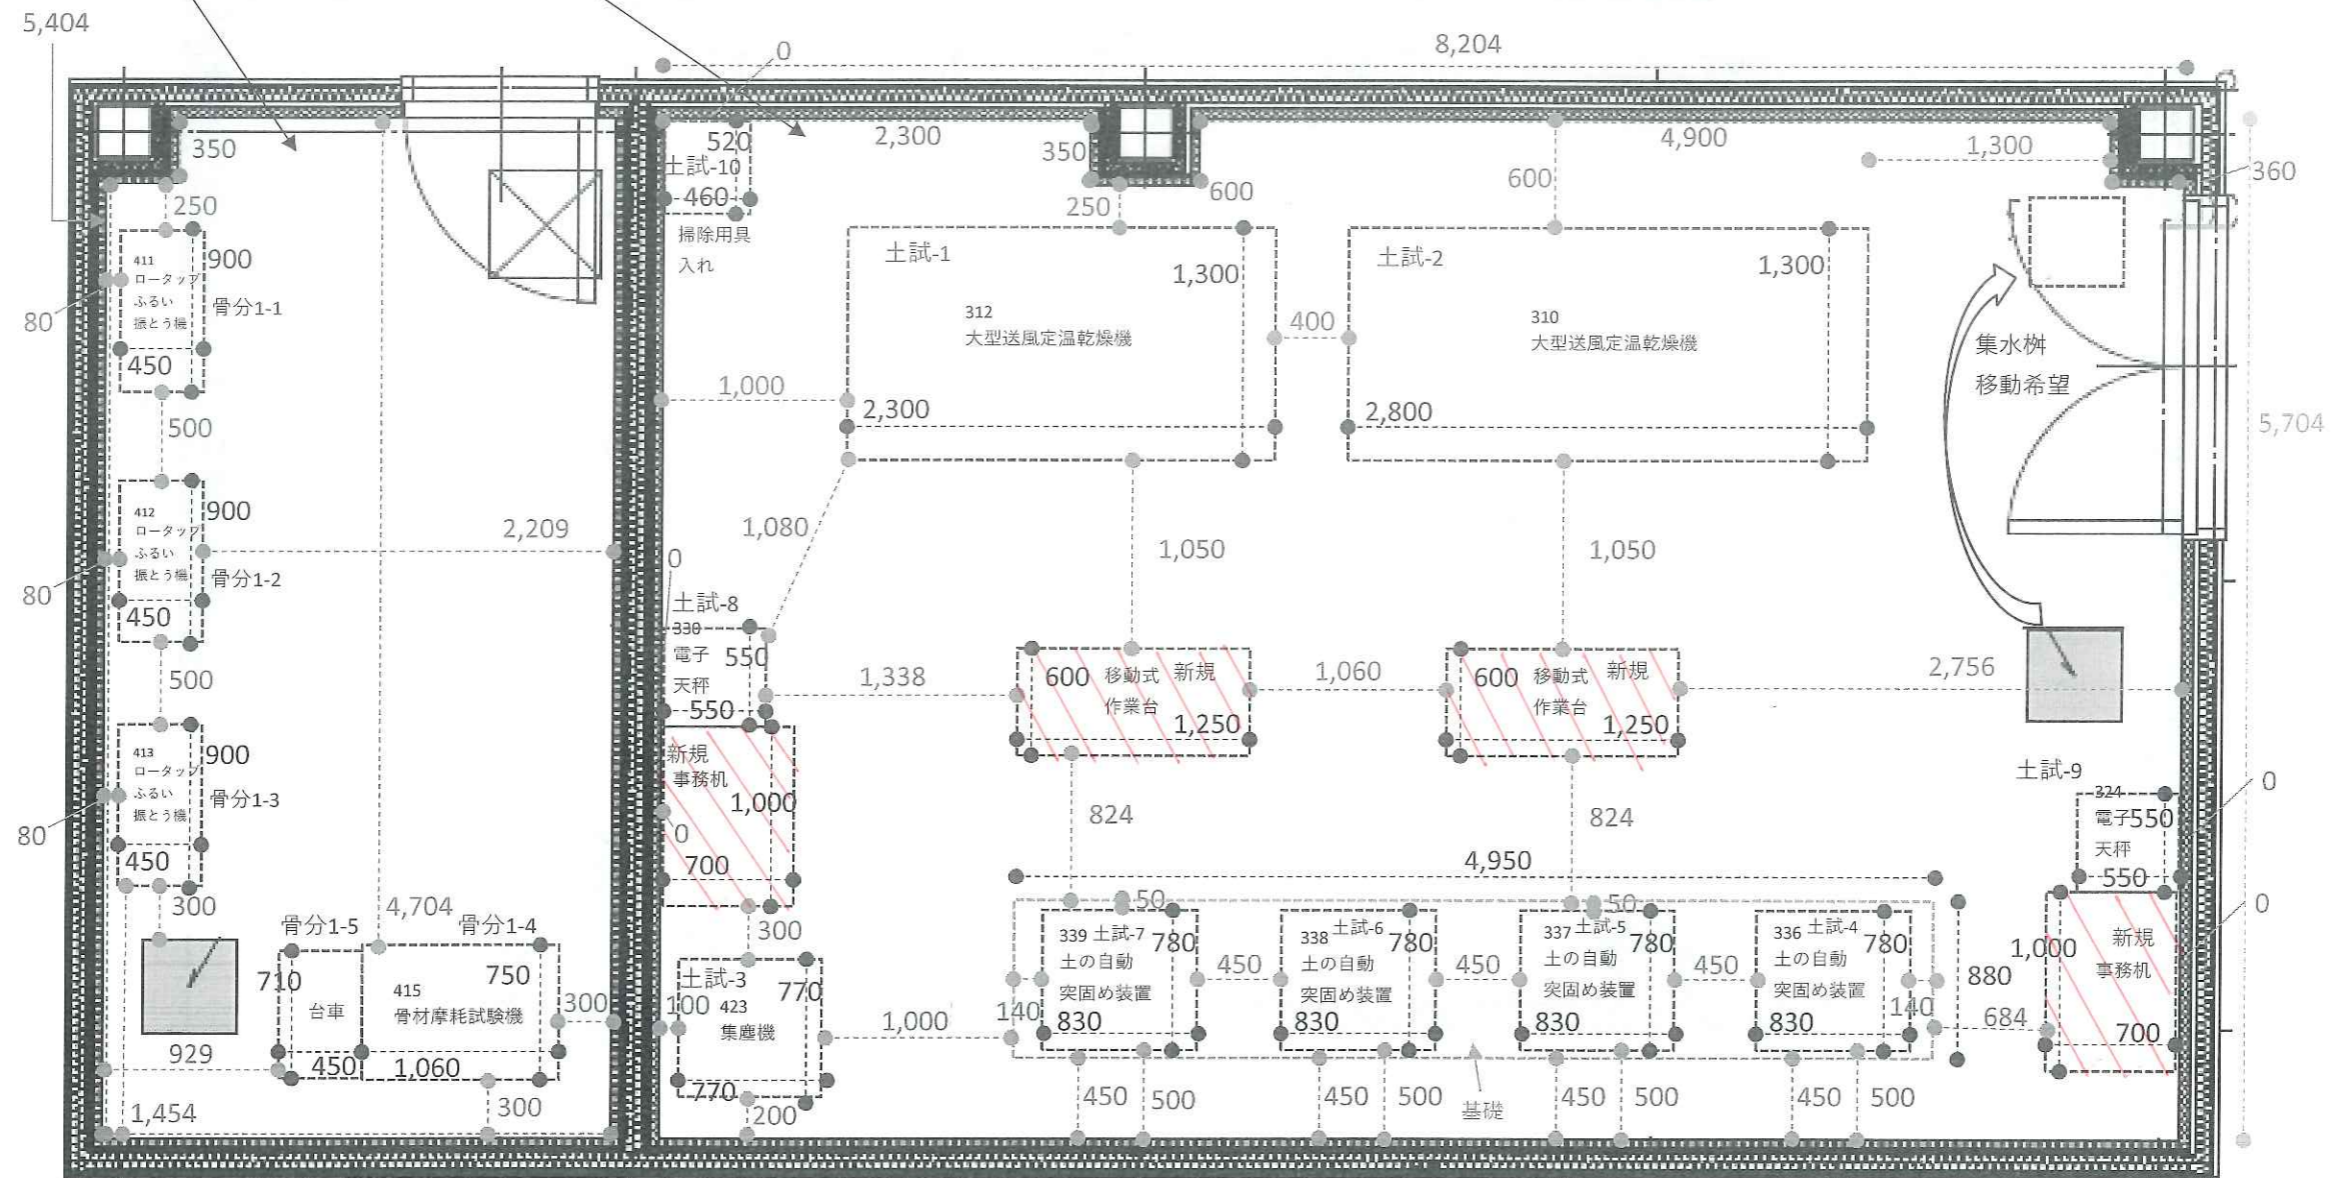 5,404
0
8,204
350
520
2,300
350
4,900
1,300
360
土試-10
460
600
600
250
250
掃除用具
入れ
411
ロータップ
ふるい
振とう機
900
骨分1-1
450
80
土試-1
1,300
312
大型送風定温乾燥機
2,300
400
土試-2
1,300
310
大型送風定温乾燥機
2,800
集水桝
移動希望
1,000
5,704
500
412
ロータップ
ふるい
振とう機
900
骨分1-2
450
80
2,209
1,080
1,050
1,050
0
土試-8
330
電子
天秤
550
550
1,338
600
移動式
作業台
新規
1,250
1,060
600
移動式
作業台
新規
1,250
2,756
500
413
ロータップ
ふるい
振とう機
900
骨分1-3
450
80
新規
事務机
1,000
0
700
824
824
土試-9
324
電子
天秤
550
550
0
0
4,950
300
骨分1-5
4,704
骨分1-4
710
台車
450
415
骨材摩耗試験機
750
1,060
300
929
1,454
300
300
土試-3
423
集塵機
770
770
100
200
1,000
140
50
339 土試-7
土の自動
突固め装置
780
830
450
338 土試-6
土の自動
突固め装置
780
830
450
50
337 土試-5
土の自動
突固め装置
780
830
450
336 土試-4
土の自動
突固め装置
780
830
140
880
684
1,000
新規
事務机
700
450
500
450
500
基礎
450
500
450
500